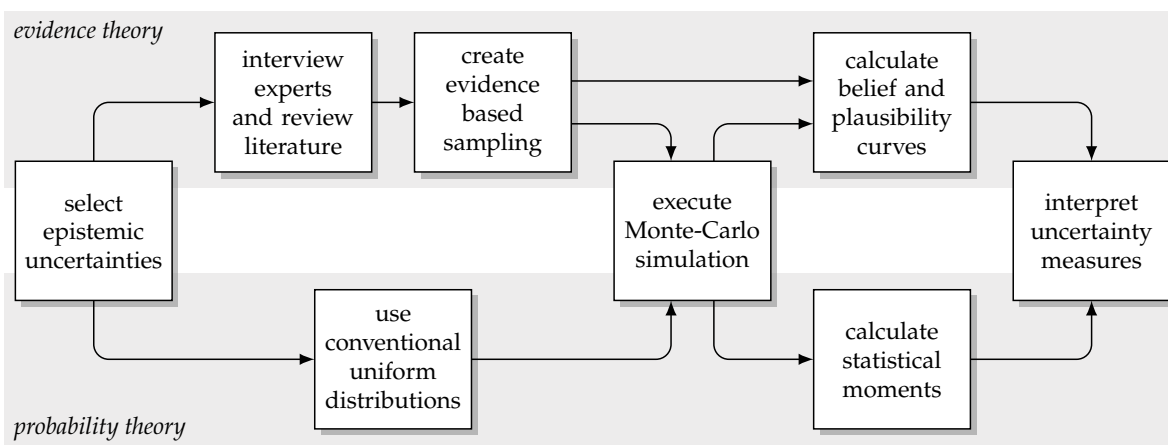 evidence theory
interview
experts
and review
literature
create
evidence
based
sampling
calculate
belief and
plausibility
curves
select
epistemic
uncertainties
execute
Monte-Carlo
simulation
interpret
uncertainty
measures
use
conventional
uniform
distributions
calculate
statistical
moments
probability theory